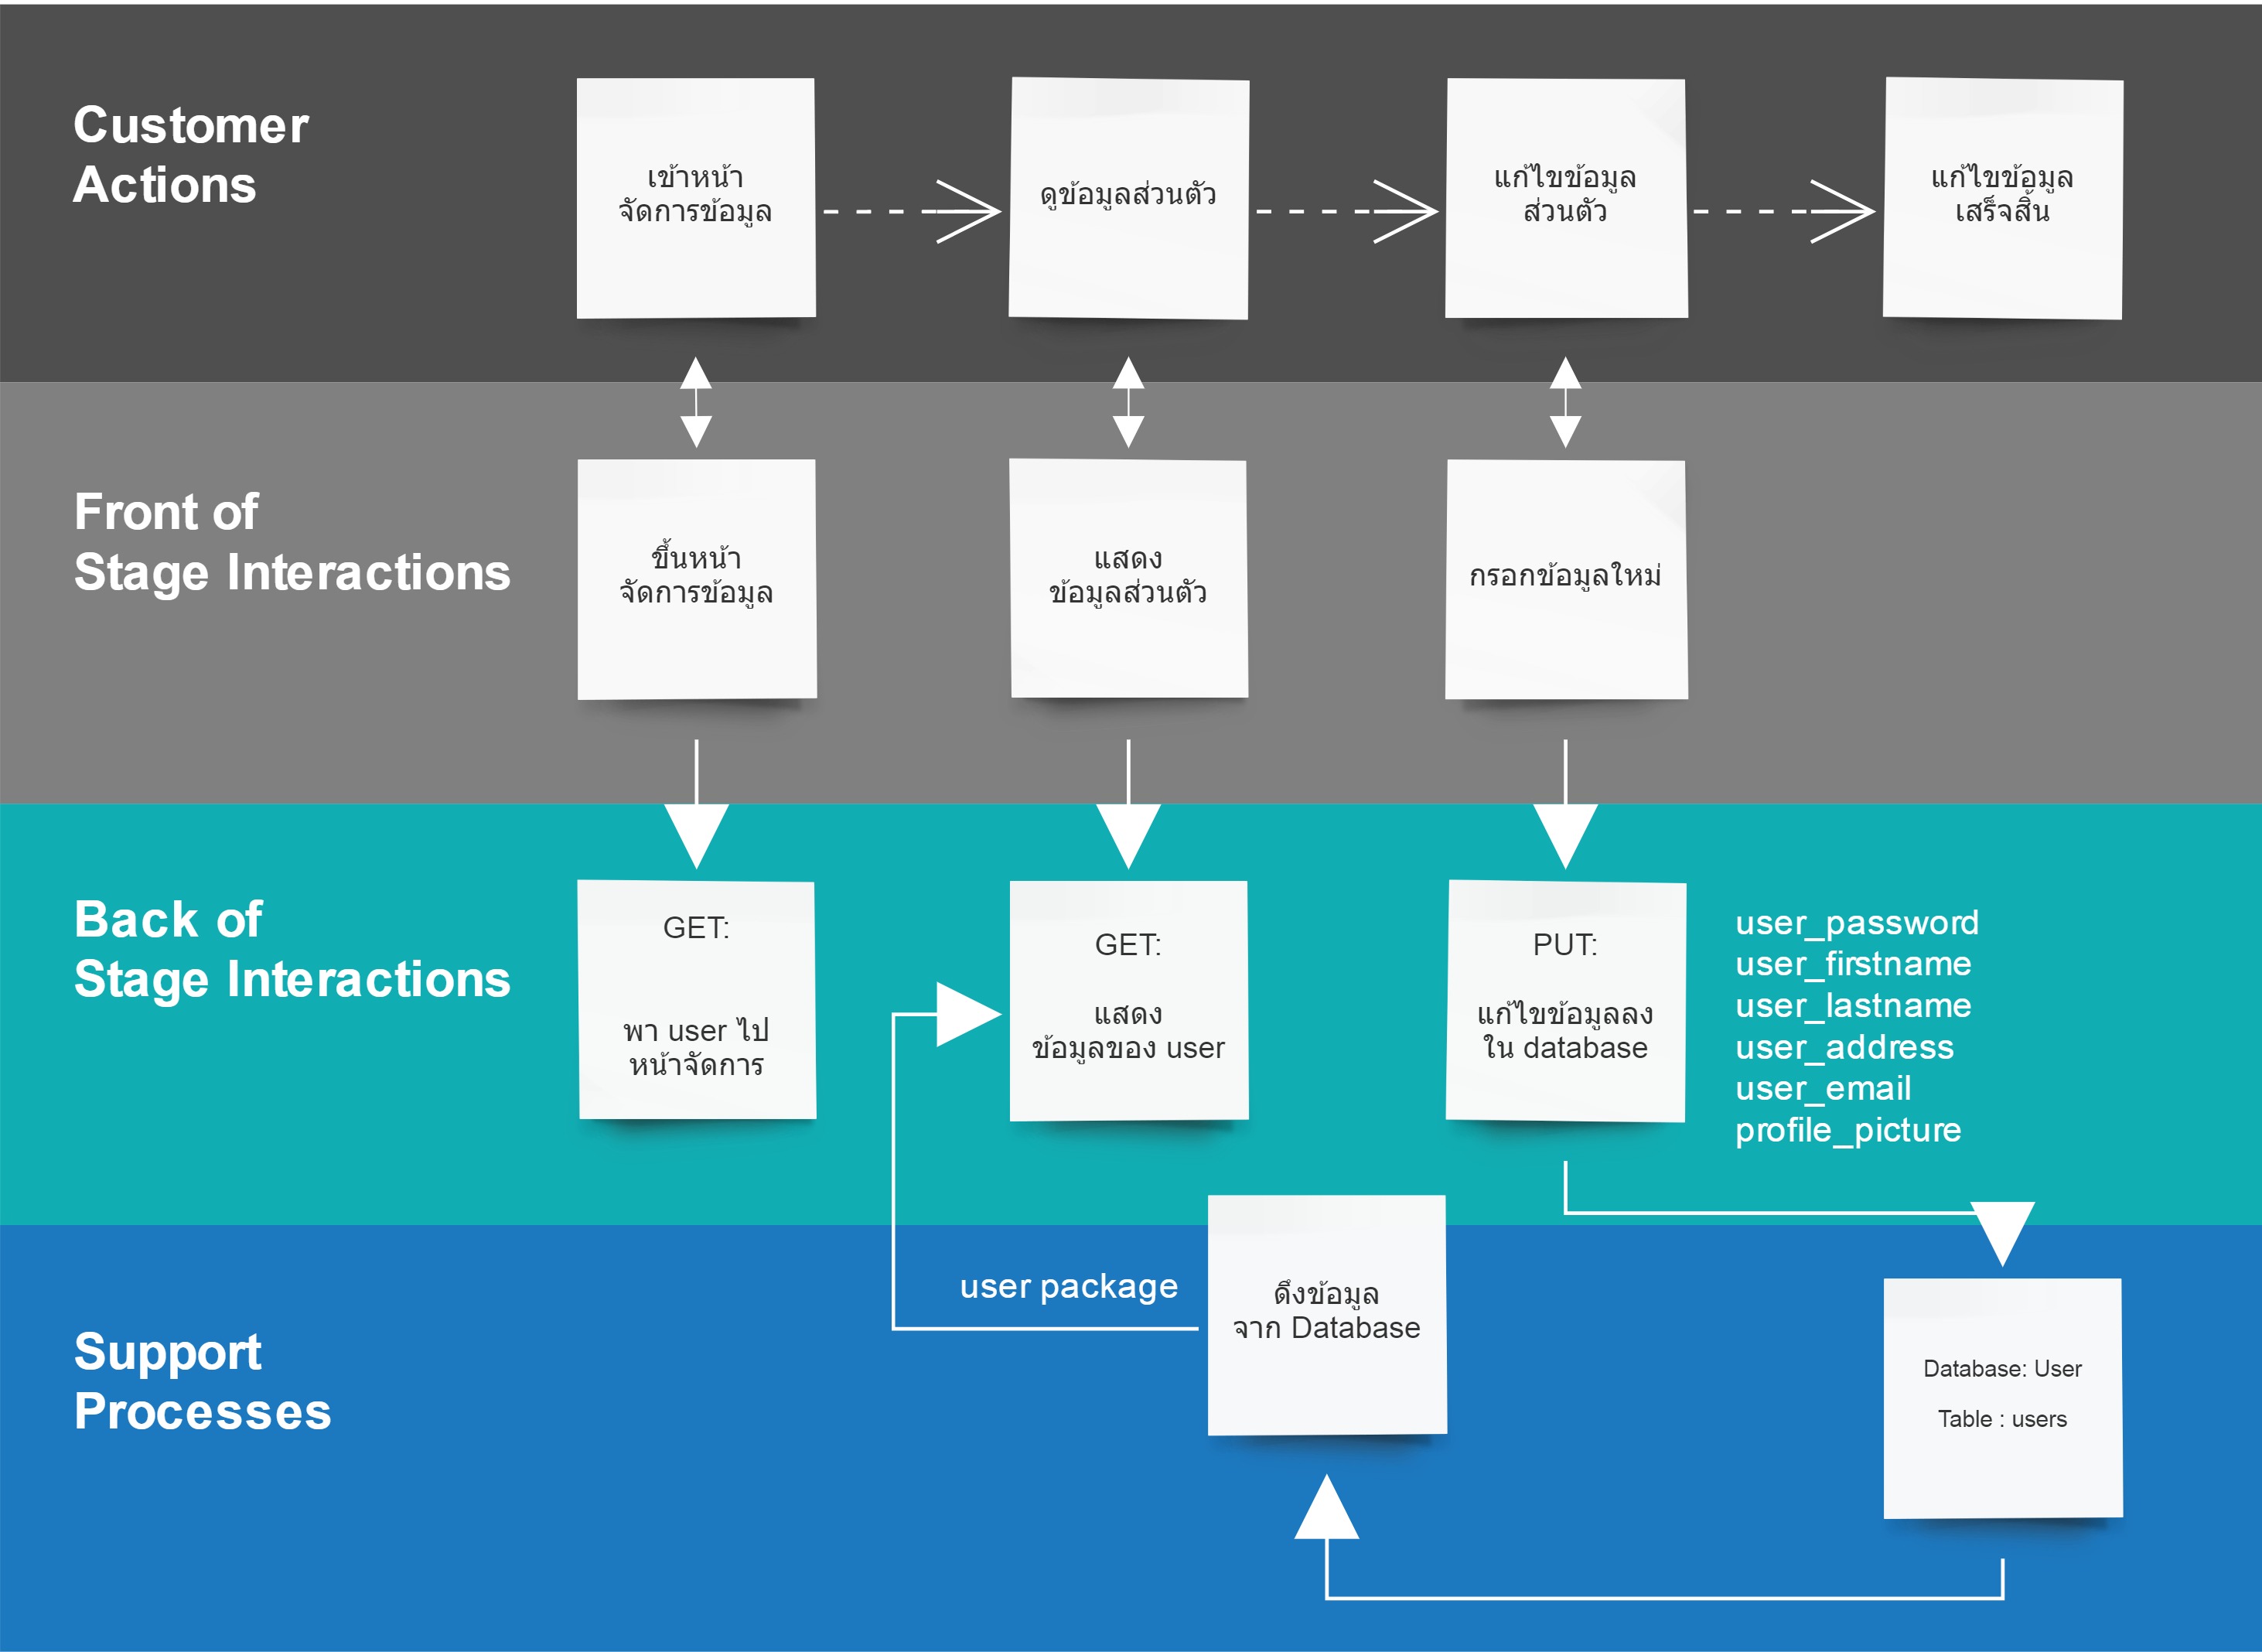 Customer
Actions
เข้าหน้า
จัดการข้อมูล
ดูข้อมูลส่วนตัว
แก้ไขข้อมูล
ส่วนตัว
แก้ไขข้อมูล
เสร็จสิ้น
Front of
Stage Interactions
ขึ้นหน้า
จัดการข้อมูล
แสดง
ข้อมูลส่วนตัว
กรอกข้อมูลใหม่
Back of
Stage Interactions
GET:
พา user ไป
หน้าจัดการ
GET:
แสดง
ข้อมูลของ user
PUT:
แก้ไขข้อมูลลง
ใน database
user_password
user_firstname
user_lastname
user_address
user_email
profile_picture
Support
Processes
user package
ดึงข้อมูล
จาก Database
Database: User
Table : users